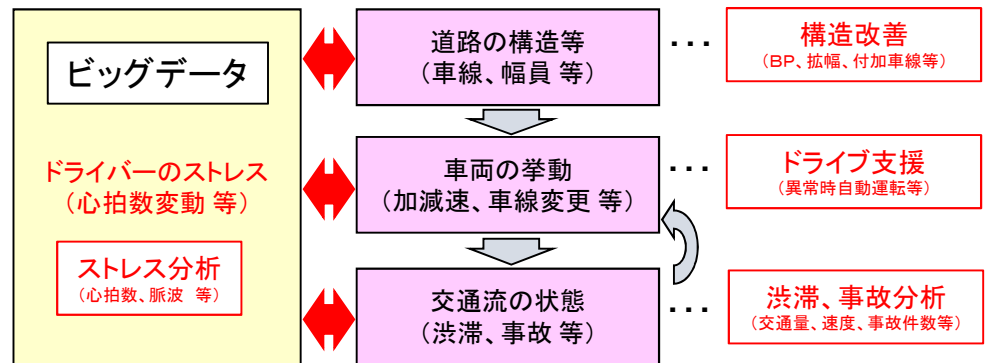 ビッグデータ
ドライバーのストレス
（心拍数変動 等）
ストレス分析
（心拍数、脈波 等）
道路の構造等
（車線、幅員 等）
車両の挙動
（加減速、車線変更 等）
交通流の状態
（渋滞、事故 等）
･･･
構造改善
（BP、拡幅、付加車線等）
･･･
ドライブ支援
（異常時自動運転等）
･･･
渋滞、事故分析
（交通量、速度、事故件数等）